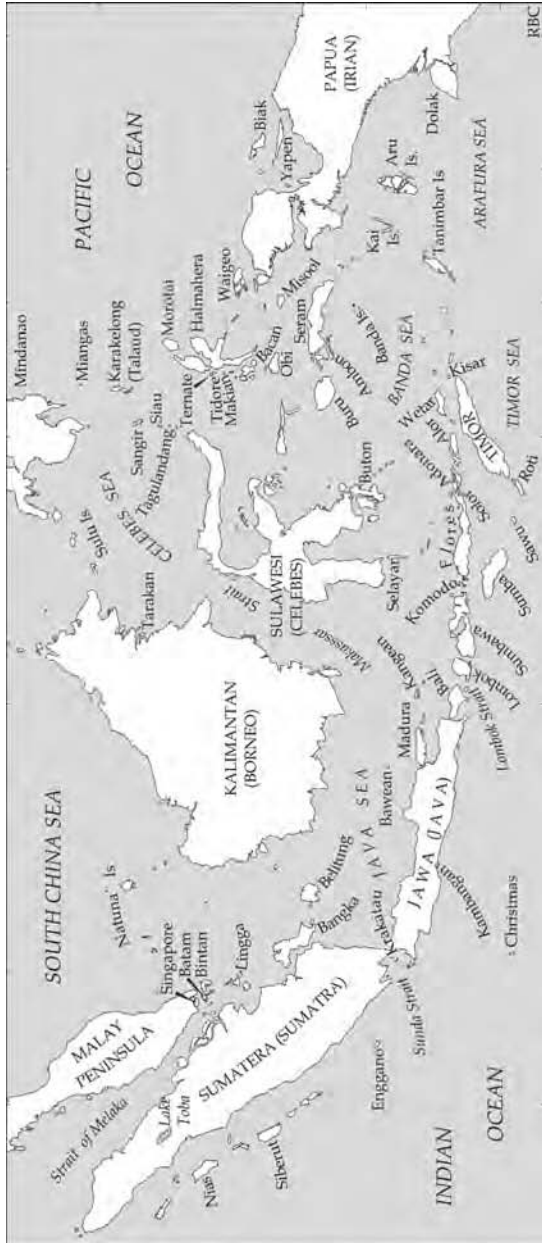 Mindanao
PACIFIC
OCEAN
Miangas
Karakelong
(Talaud)
Morotai
Halmahera
Waigeo
Biak
Yapen
PAPUA
(IRIAN)
SOUTH CHINA SEA
Natuna Is
Sulu Is
CELEBES SEA
Sangir
Siau
Tagulandang
Ternate
Tidore
Makian
Bacan
Obi
Misool
Seram
MALAY
PENINSULA
Strait of Melaka
Singapore
Batam
Bintan
Lingga
Tarakan
KALIMANTAN
(BORNEO)
Makassar Strait
SULAWESI
(CELEBES)
Buru
Ambon
Banda Is.
Kai
Is.
Aru
Is.
Lake
Toba
Nias
Siberut
SUMATERA (SUMATRA)
Bangka
Belitung
Buton
Selayar
BANDA SEA
Tanimbar Is
Dolak
ARAFURA SEA
Enggano
Krakatau
Sunda Strait
JAVA SEA
Bawean
Madura
Kangean
Bali
JAWA (JAVA)
Kambangan
Lombok Strait
Lombok
Sumbawa
Komodo
Flores
Sumba
Sawu
Solor
Adonara
Alor
Wetar
Kisar
TIMOR
Roti
TIMOR SEA
Christmas
INDIAN
OCEAN
RBC